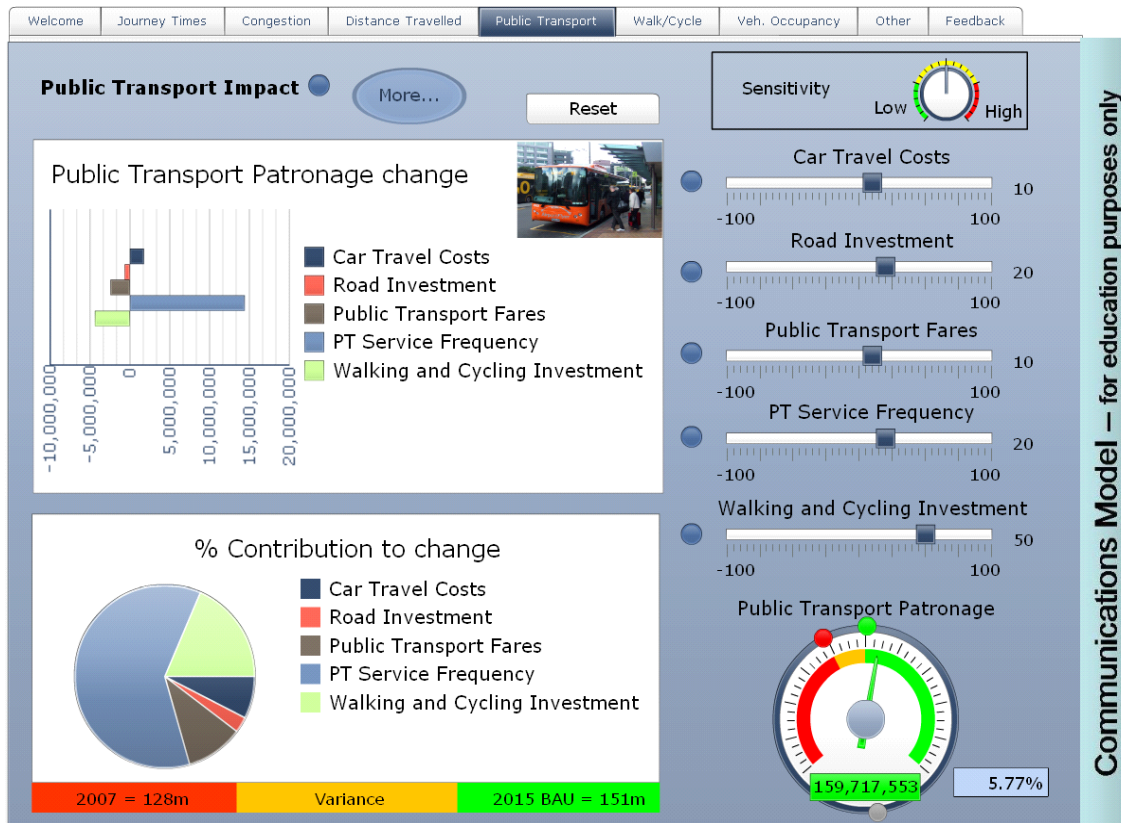 Welcome
Journey Times
Congestion
Distance Travelled
Public Transport
Walk/Cycle
Veh. Occupancy
Other
Feedback
Public Transport Impact
More...
Reset
Sensitivity
Low
High
Public Transport Patronage change
Car Travel Costs
Road Investment
Public Transport Fares
PT Service Frequency
Walking and Cycling Investment
-10,000,000
-5,000,000
0
5,000,000
10,000,000
15,000,000
20,000,000
Car Travel Costs
10
-100
100
Road Investment
20
-100
100
Public Transport Fares
10
-100
100
PT Service Frequency
20
-100
100
Walking and Cycling Investment
50
-100
100
% Contribution to change
Car Travel Costs
Road Investment
Public Transport Fares
PT Service Frequency
Walking and Cycling Investment
2007 = 128m
Variance
2015 BAU = 151m
Public Transport Patronage
159,717,553
5.77%
Communications Model – for education purposes only